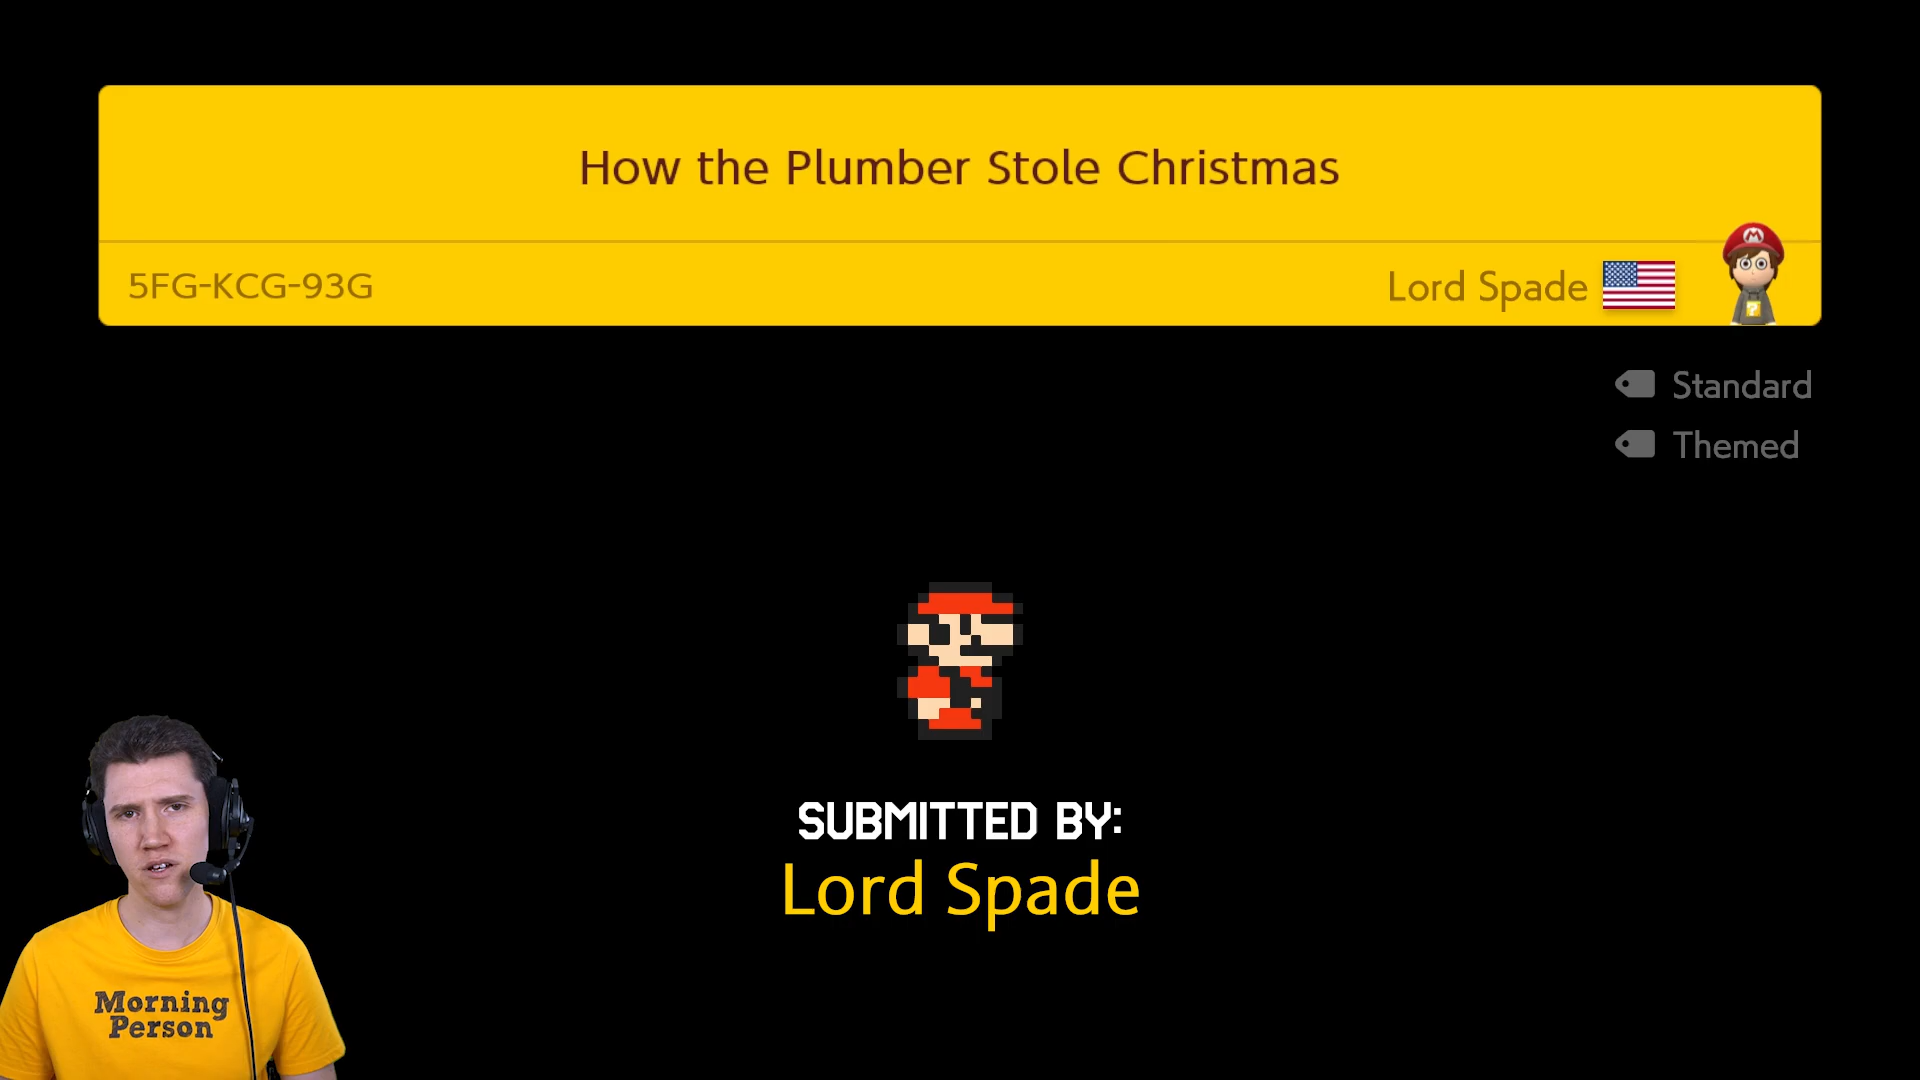 How the Plumber Stole Christmas
5FG-KCG-93G
Lord Spade
Standard
Themed
SUBMITTED BY:
Lord Spade
Morning
Person